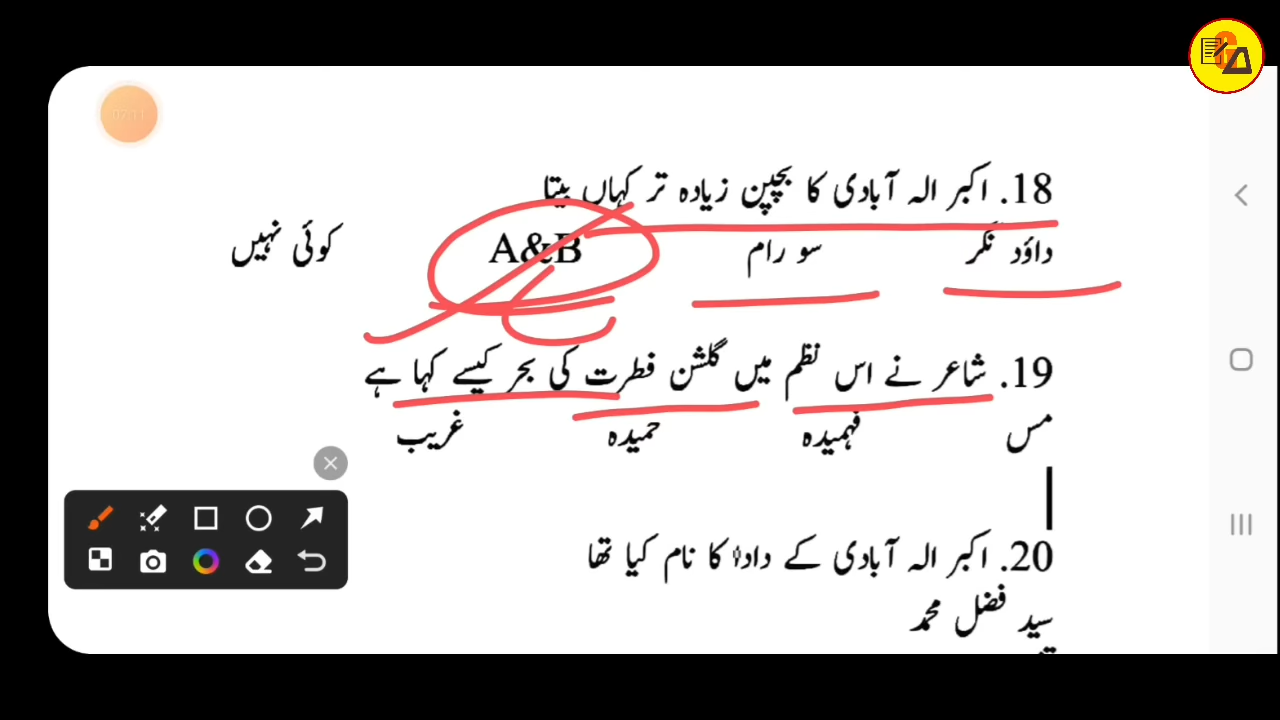 18. اکبر الہ آبادی کا بچپن زیادہ تر کہاں بیتا
داؤد نگر سو رام A&B کوئی نہیں
19. شاعر نے اس نظم میں گلشن فطرت کی بجر کیسے کہا ہے
مس فہمیدہ حمیدہ غریب
20. اکبر الہ آبادی کے دادا کا نام کیا تھا
سید فضل محمد